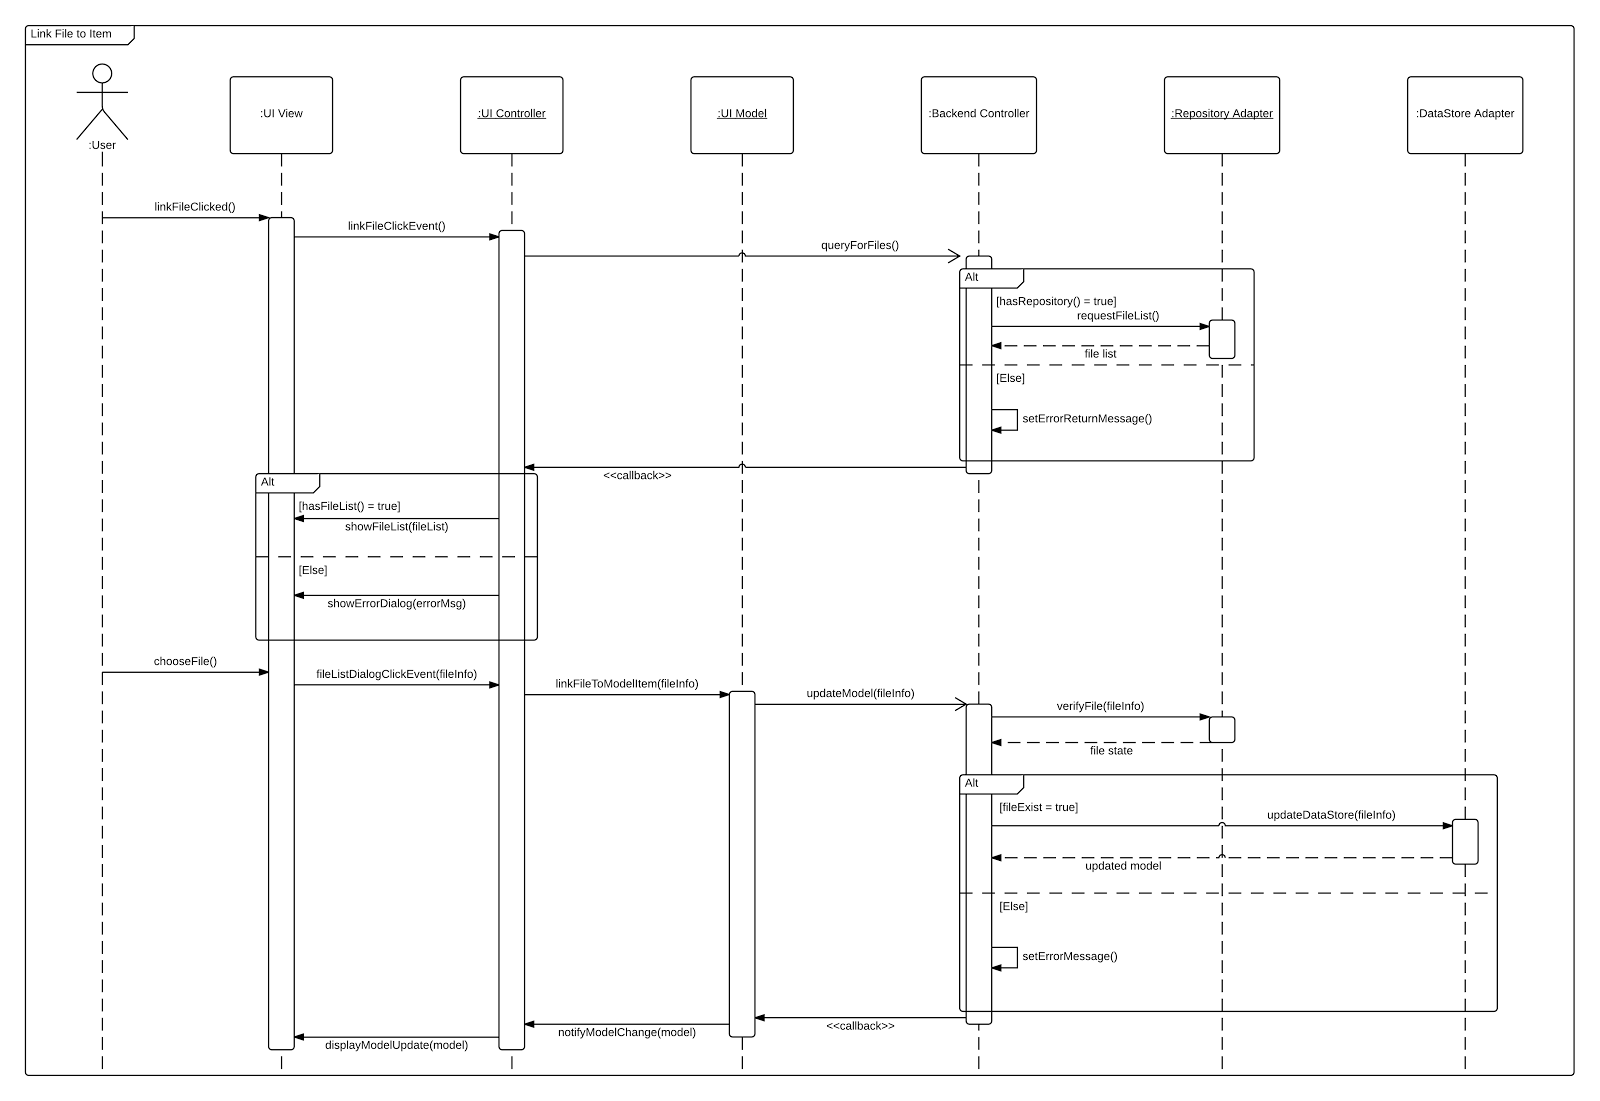 Link File to Item
:User
:UI View
:UI Controller
:UI Model
:Backend Controller
:Repository Adapter
:DataStore Adapter
linkFileClicked()
linkFileClickEvent()
queryForFiles()
Alt
[hasRepository() = true]
requestFileList()
file list
[Else]
setErrorReturnMessage()
<<callback>>
Alt
[hasFileList() = true]
showFileList(fileList)
[Else]
showErrorDialog(errorMsg)
chooseFile()
fileListDialogClickEvent(fileInfo)
linkFileToModelItem(fileInfo)
updateModel(fileInfo)
verifyFile(fileInfo)
file state
Alt
[fileExist = true]
updateDataStore(fileInfo)
updated model
[Else]
setErrorMessage()
<<callback>>
notifyModelChange(model)
displayModelUpdate(model)